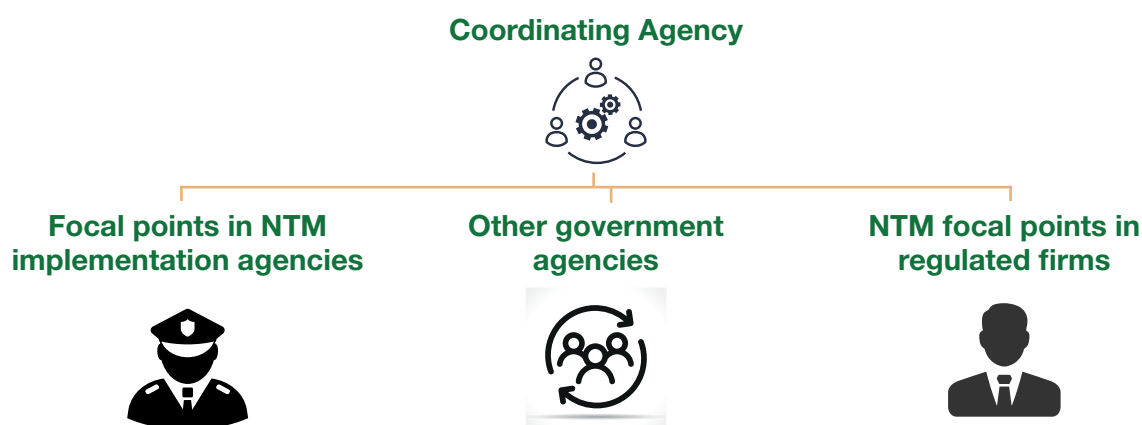 Coordinating Agency
Focal points in NTM
implementation agencies
Other government
agencies
NTM focal points in
regulated firms